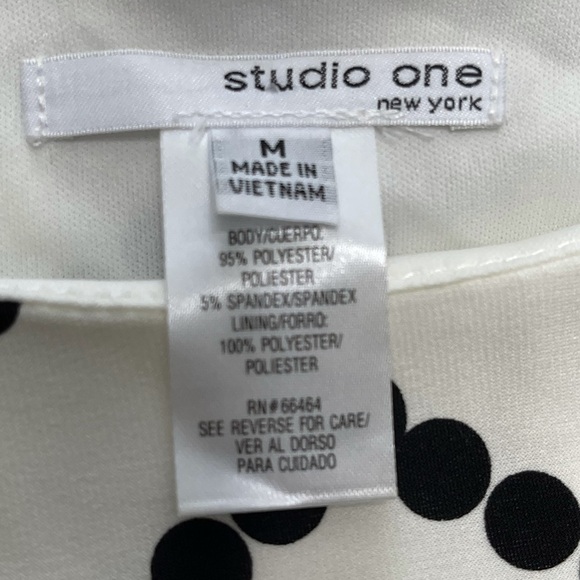 studio one
new york
M
MADE IN
VIETNAM
BODY/CUERPO:
95% POLYESTER/
POLIESTER
5% SPANDEX/SPANDEX
LINING/FORRO:
100% POLYESTER/
POLIESTER
RN# 66464
SEE REVERSE FOR CARE/
VER AL DORSO
PARA CUIDADO